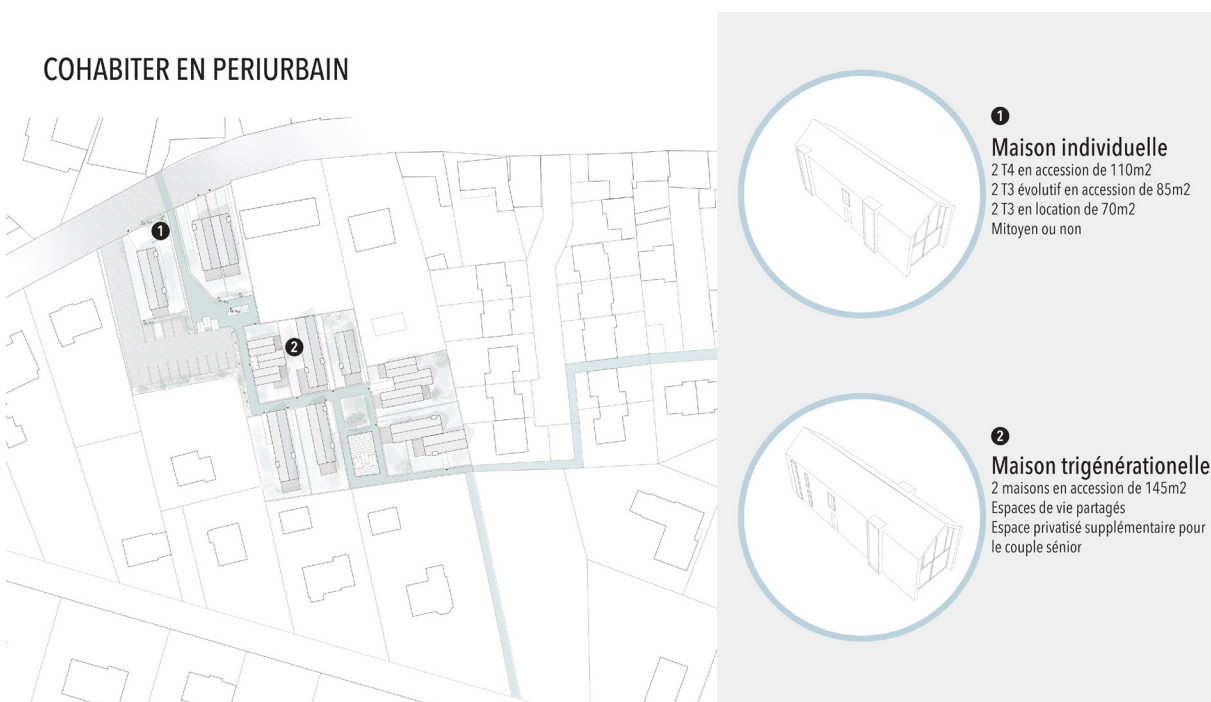 COHABITER EN PERIURBAIN
1
2
1
Maison individuelle
2 T4 en accession de 110m2
2 T3 évolutif en accession de 85m2
2 T3 en location de 70m2
Mitoyen ou non
2
Maison trigénérationelle
2 maisons en accession de 145m2
Espaces de vie partagés
Espace privatisé supplémentaire pour
le couple sénior